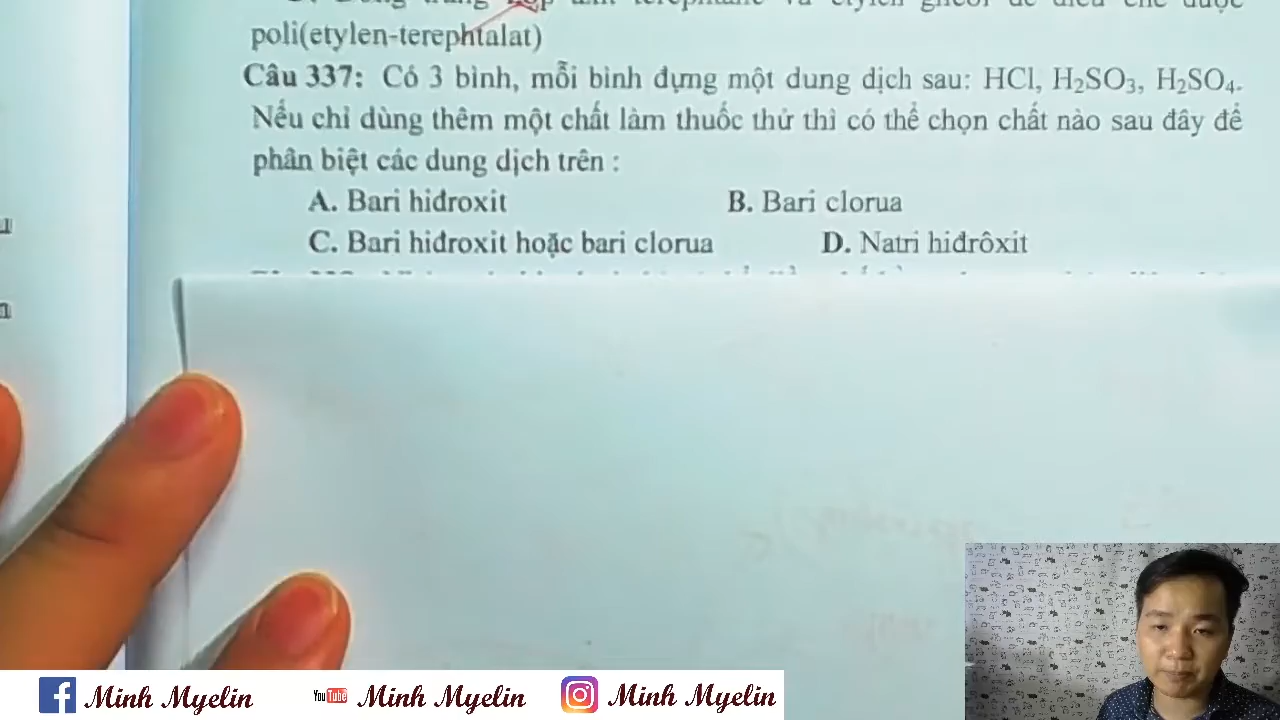 poli(etylen-terephtalat)
Câu 337: Có 3 bình, mỗi bình đựng một dung dịch sau: HCl, H₂SO₃, H₂SO₄.
Nếu chỉ dùng thêm một chất làm thuốc thử thì có thể chọn chất nào sau đây để
phân biệt các dung dịch trên :
A. Bari hiđroxit B. Bari clorua
C. Bari hiđroxit hoặc bari clorua D. Natri hiđrôxit
Minh Myelin You Tube Minh Myelin Minh Myelin